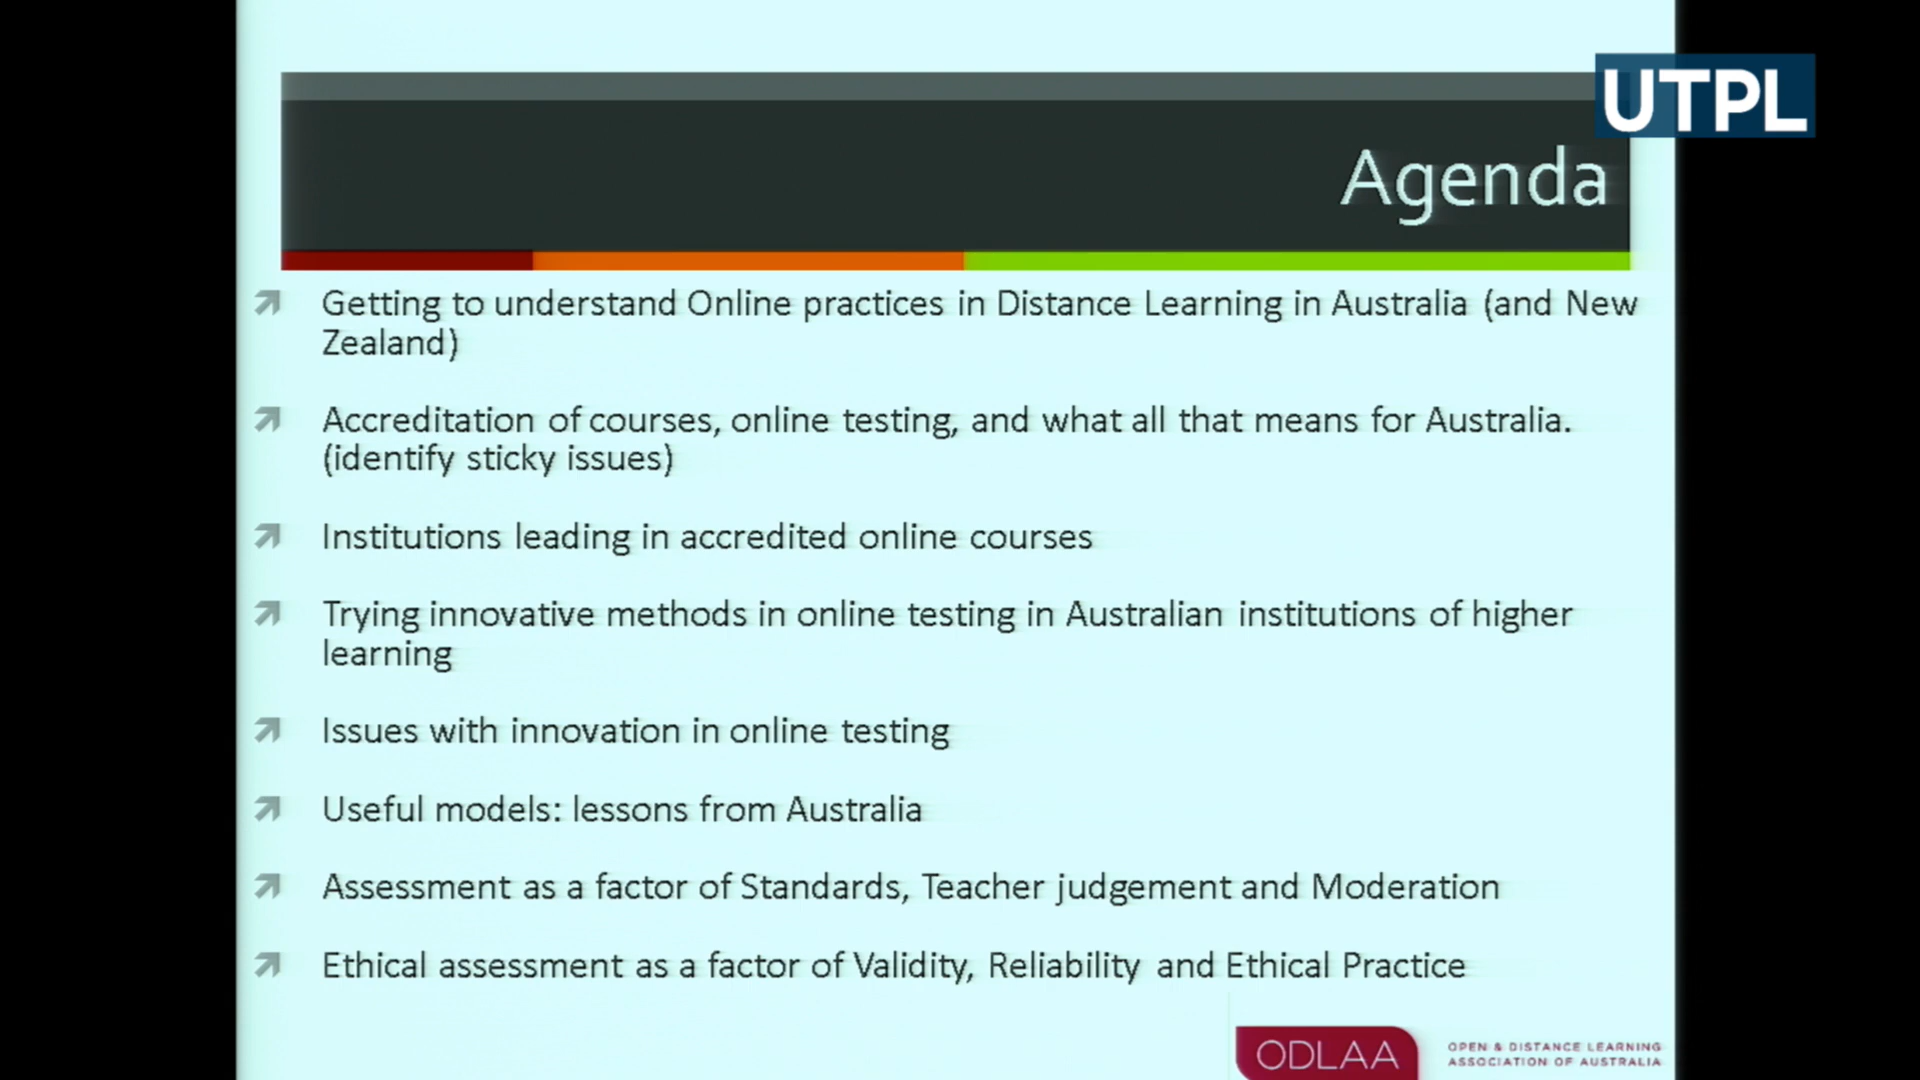 UTPL
Agenda
Getting to understand Online practices in Distance Learning in Australia (and New
Zealand)
Accreditation of courses, online testing, and what all that means for Australia.
(identify sticky issues)
Institutions leading in accredited online courses
Trying innovative methods in online testing in Australian institutions of higher
learning
Issues with innovation in online testing
Useful models: lessons from Australia
Assessment as a factor of Standards, Teacher judgement and Moderation
Ethical assessment as a factor of Validity, Reliability and Ethical Practice
ODLAA
OPEN & DISTANCE LEARNING
ASSOCIATION OF AUSTRALIA